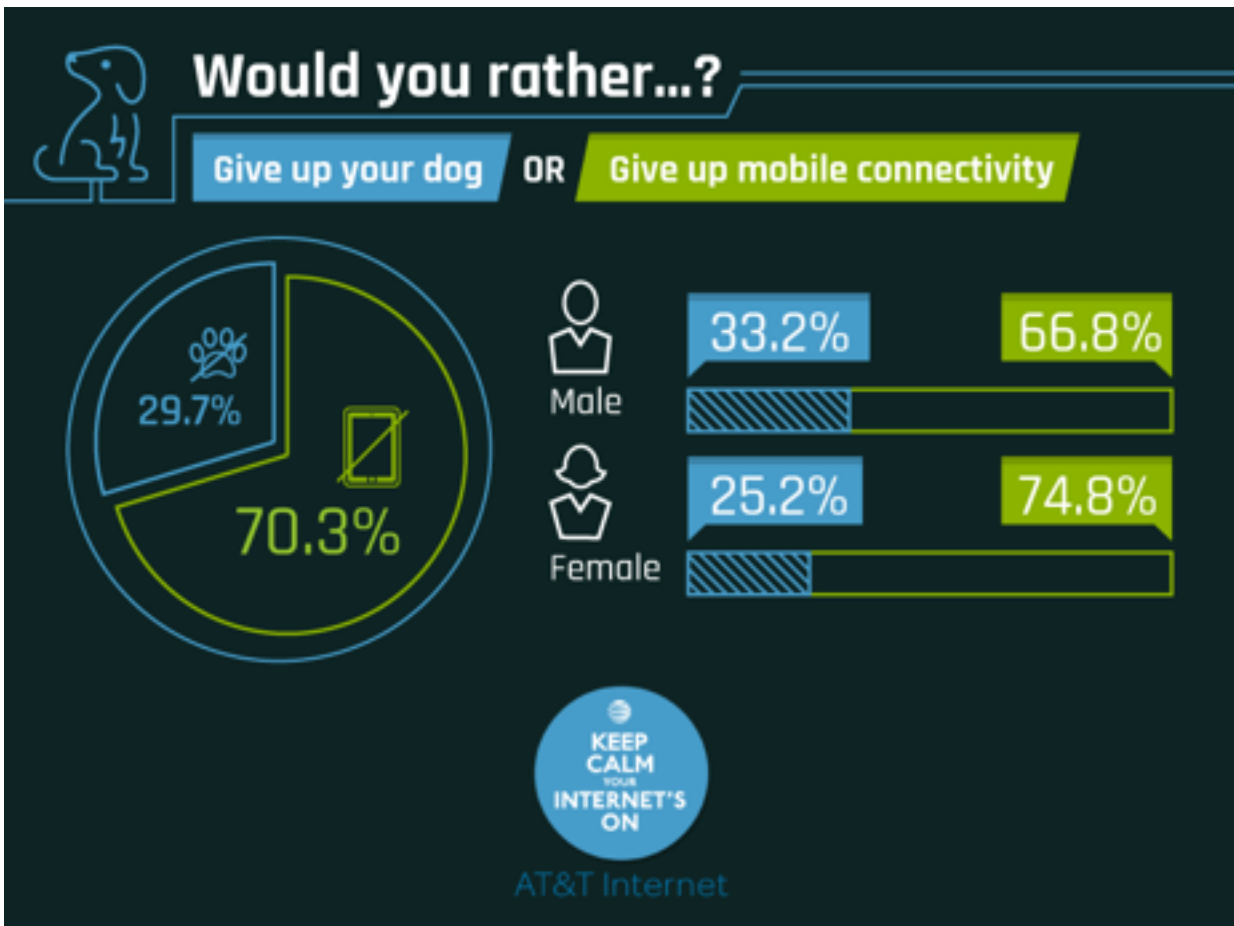 Would you rather...?
Give up your dog OR Give up mobile connectivity
29.7%
70.3%
33.2% 66.8%
Male
25.2% 74.8%
Female
KEEP
CALM
YOUR
INTERNET'S
ON
AT&T Internet